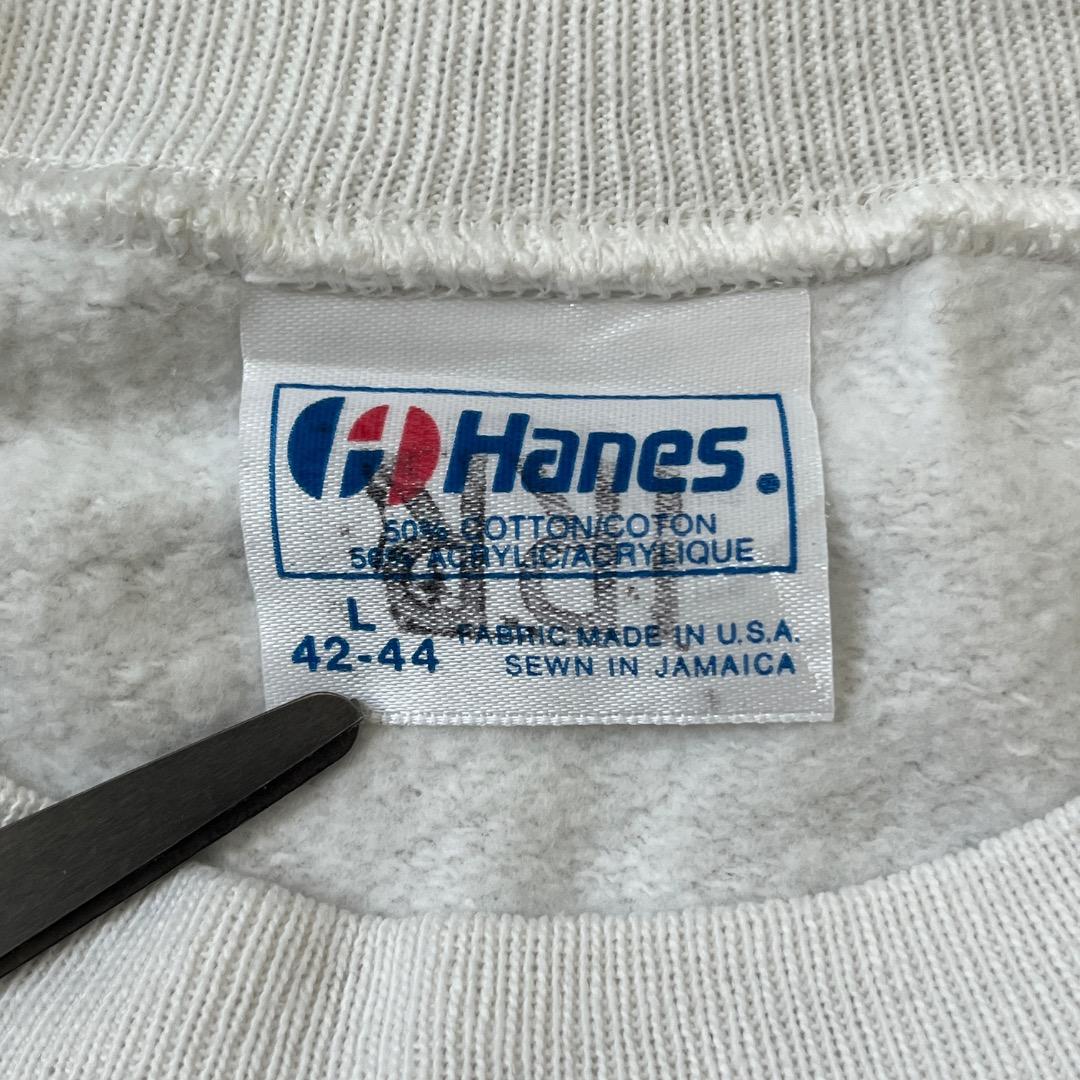 Hanes.
50% COTTON/COTON
50% ACRYLIC/ACRYLIQUE
L
42-44
FABRIC MADE IN U.S.A.
SEWN IN JAMAICA